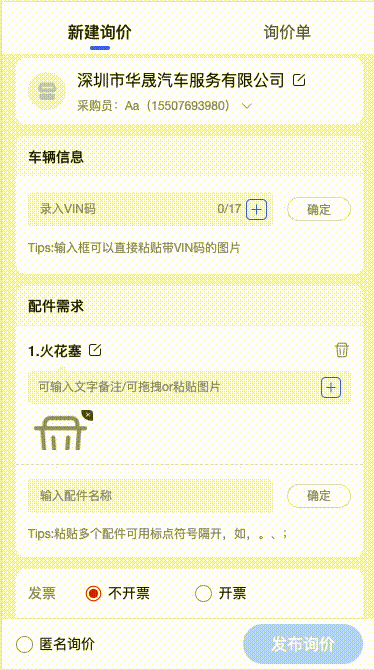 新建询价
询价单
深圳市华晟汽车服务有限公司
采购员：Aa（15507693980）
车辆信息
录入VIN码
0/17
确定
Tips:输入框可以直接粘贴带VIN码的图片
配件需求
1.火花塞
可输入文字备注/可拖拽or粘贴图片
输入配件名称
确定
Tips:粘贴多个配件可用标点符号隔开，如，。、；
发票
不开票
开票
匿名询价
发布询价